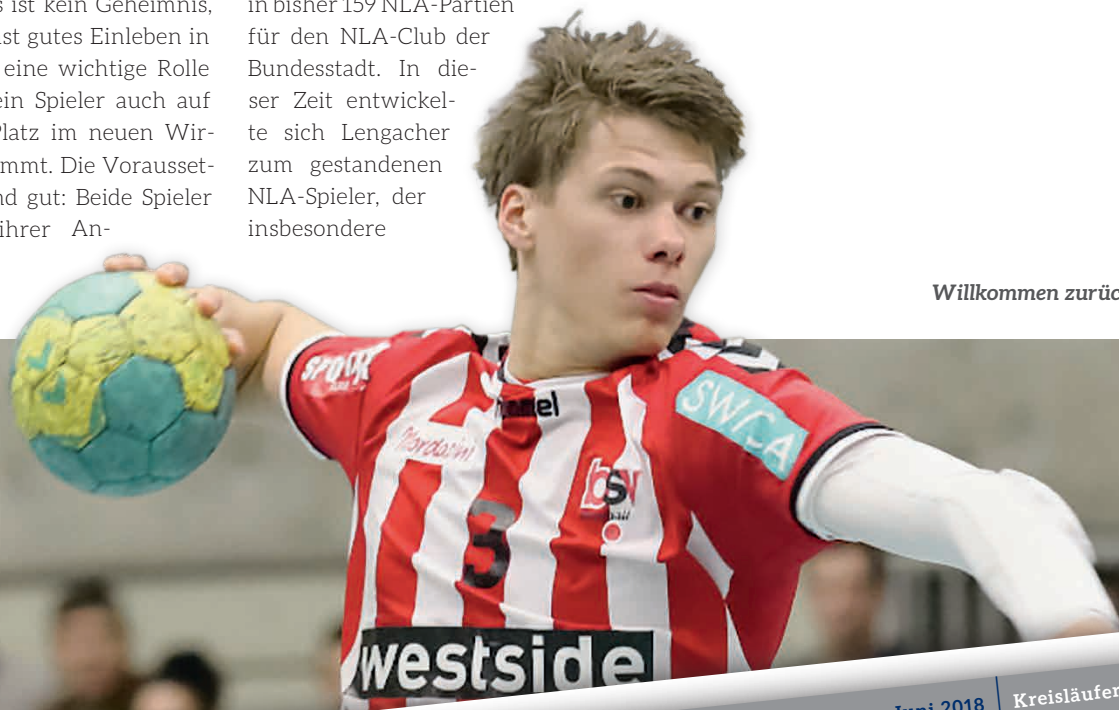 s ist kein Geheimnis,
st gutes Einleben in
eine wichtige Rolle
ein Spieler auch auf
Platz im neuen Wir-
mmt. Die Vorausset-
nd gut: Beide Spieler
ihrer An-
in bisher 159 NLA-Partien
für den NLA-Club der
Bundesstadt. In die-
ser Zeit entwickel-
te sich Lengacher
zum gestandenen
NLA-Spieler, der
insbesondere
Willkommen zurüc
hummel
SWICA
bsv
3
westside
Juni 2018
Kreisläufer